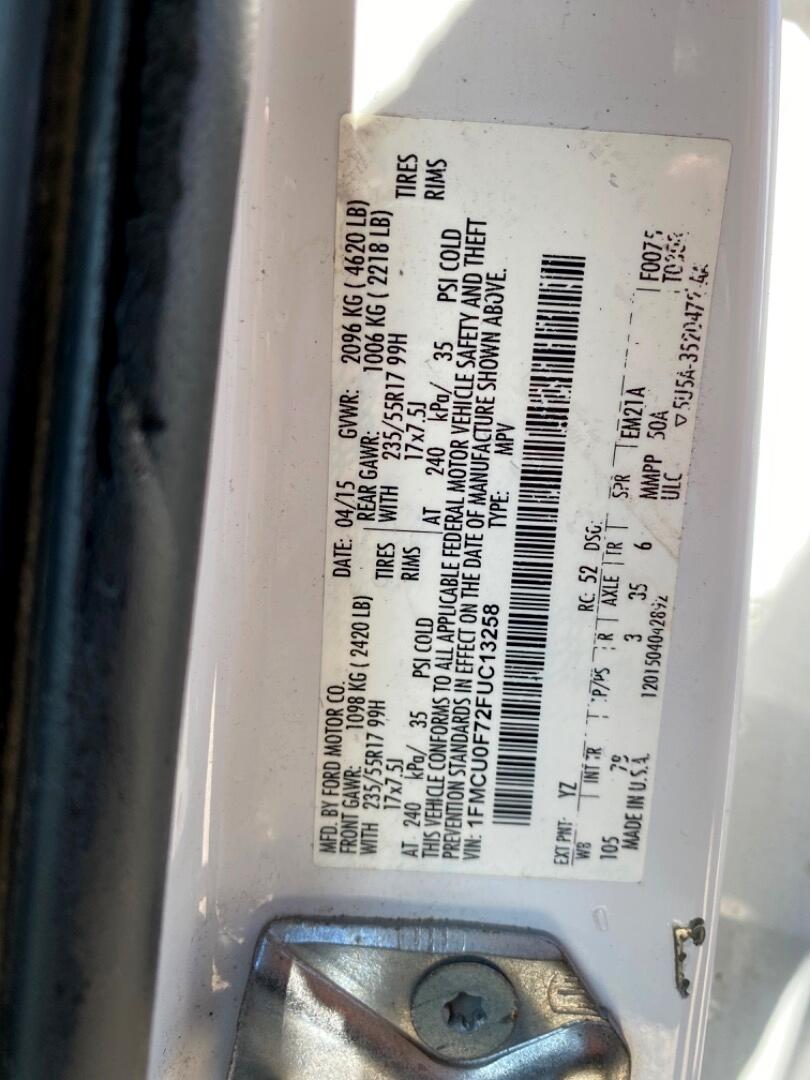 MFD. BY FORD MOTOR CO. DATE: 04/15 GVWR: 2096 KG ( 4620 LB)
FRONT GAWR: 1098 KG ( 2420 LB) REAR GAWR: 1006 KG ( 2218 LB)
WITH 235/55R17 99H TIRES WITH 235/55R17 99H TIRES
17x7.5J RIMS 17x7.5J RIMS
AT 240 kPa/ 35 PSI COLD AT 240 kPa/ 35 PSI COLD
THIS VEHICLE CONFORMS TO ALL APPLICABLE FEDERAL MOTOR VEHICLE SAFETY AND THEFT
PREVENTION STANDARDS IN EFFECT ON THE DATE OF MANUFACTURE SHOWN ABOVE.
VIN: 1FMCU0F72FUC13258 TYPE: MPV
EXT PNT: YZ RC: 52 DSO:
WB INT TR TP/PS R AXLE TR SPR EM21A F0075
105 3 35 6 MMPP 50A
MADE IN U.S.A. ULC